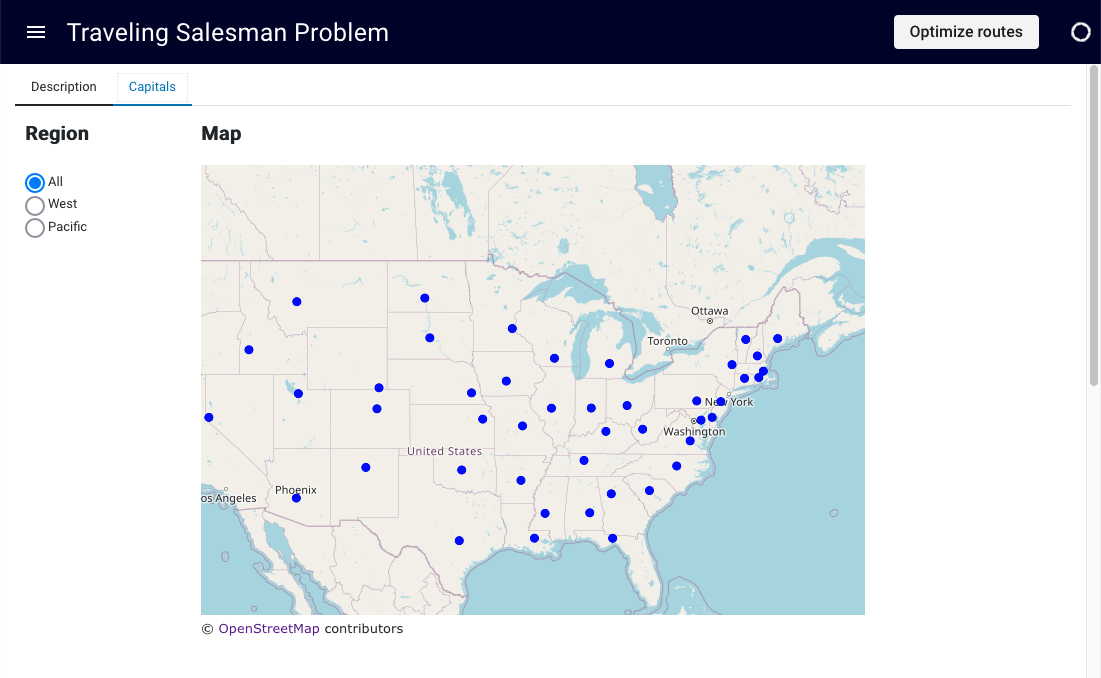 Traveling Salesman Problem
Optimize routes
Description
Capitals
Region
Map
All
West
Pacific
Ottawa
Toronto
New York
Washington
United States
Phoenix
os Angeles
© OpenStreetMap contributors